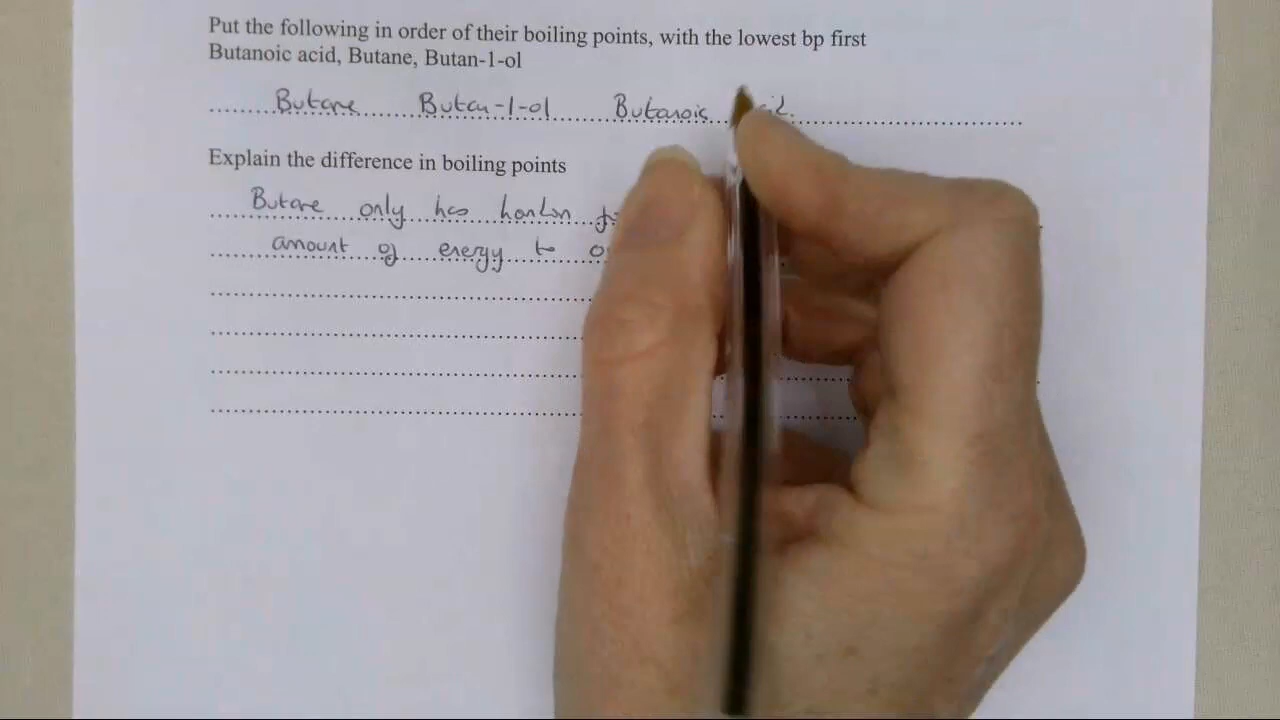 Put the following in order of their boiling points, with the lowest bp first
Butanoic acid, Butane, Butan-1-ol
Butane Butan-1-ol Butanoic
Explain the difference in boiling points
Butane only has
amount of energy to